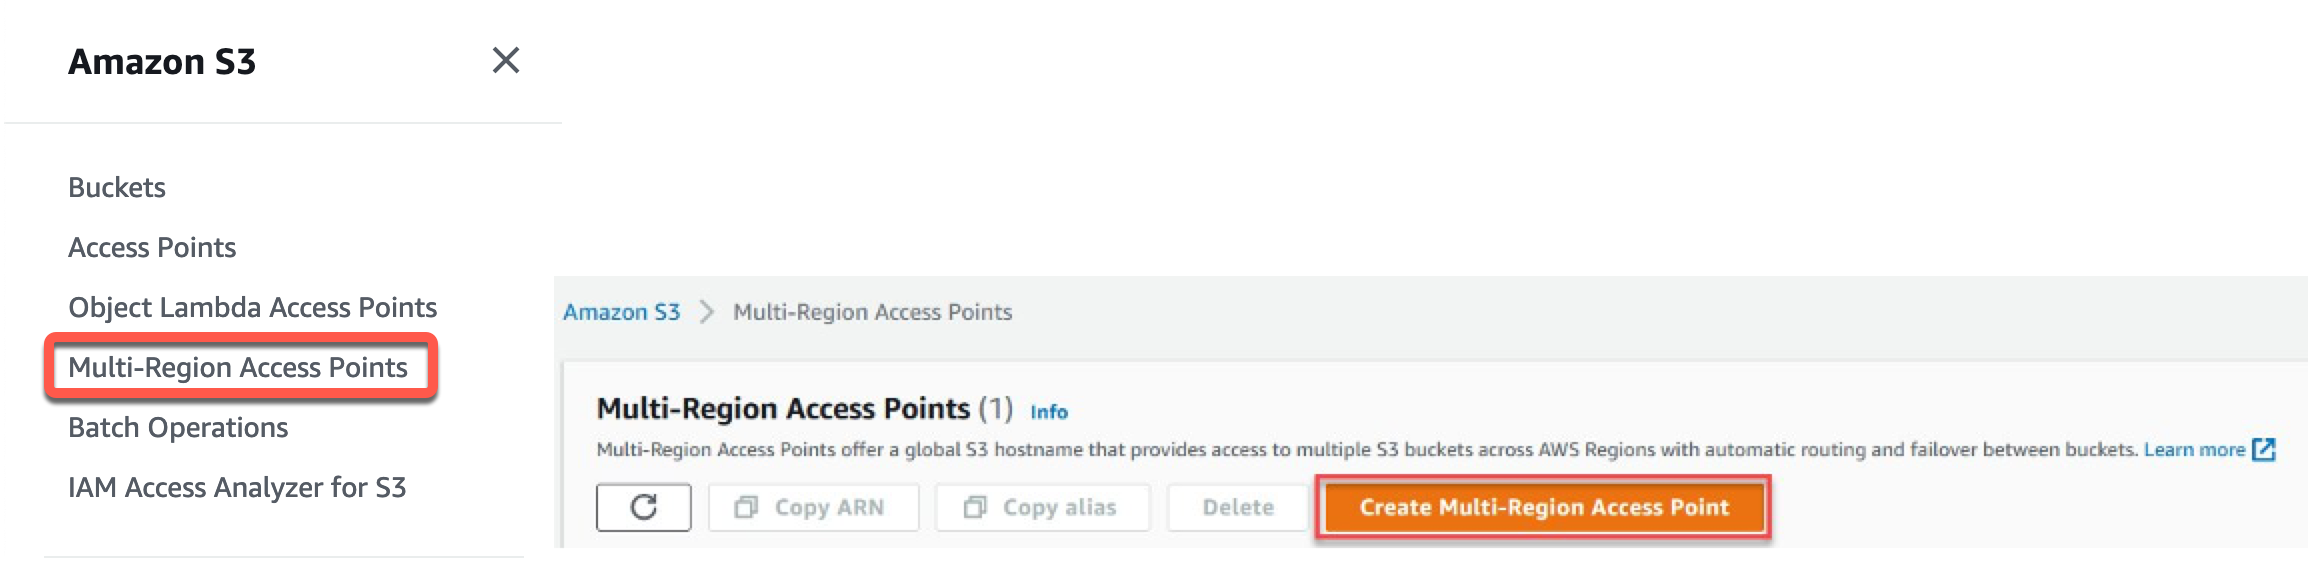 Amazon S3
Buckets
Access Points
Object Lambda Access Points
Multi-Region Access Points
Batch Operations
IAM Access Analyzer for S3
Amazon S3 > Multi-Region Access Points
Multi-Region Access Points (1) Info
Multi-Region Access Points offer a global S3 hostname that provides access to multiple S3 buckets across AWS Regions with automatic routing and failover between buckets. Learn more
Copy ARN Copy alias Delete Create Multi-Region Access Point